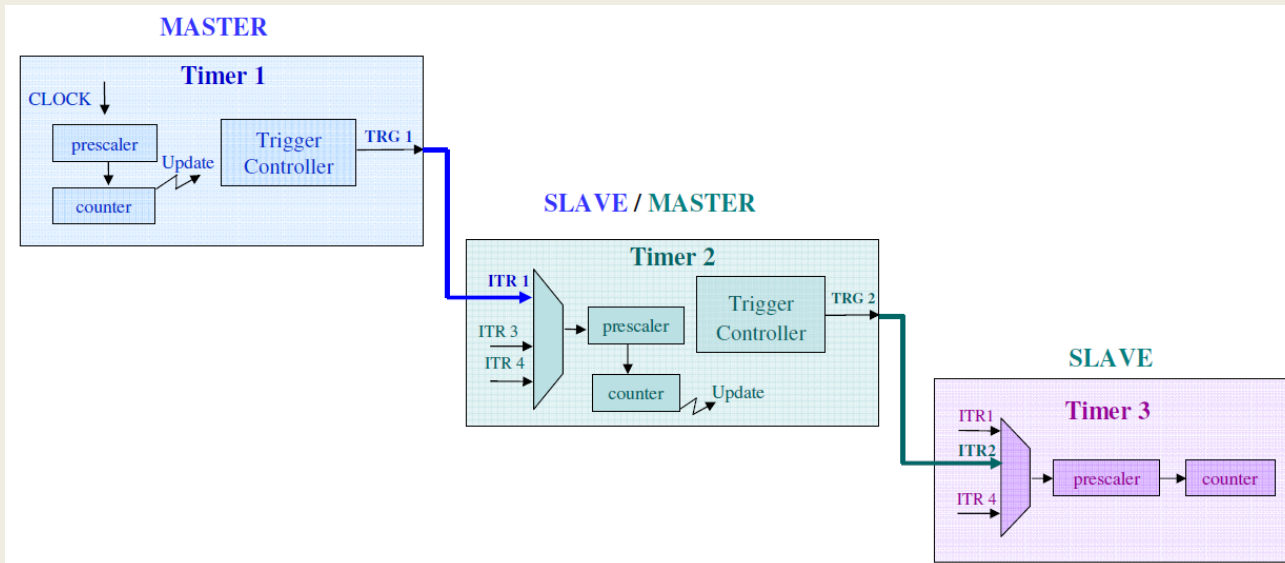 MASTER
Timer 1
CLOCK
prescaler
Update
counter
Trigger
Controller
TRG 1
SLAVE / MASTER
Timer 2
ITR 1
ITR 3
ITR 4
prescaler
counter
Update
Trigger
Controller
TRG 2
SLAVE
Timer 3
ITR1
ITR2
ITR 4
prescaler
counter